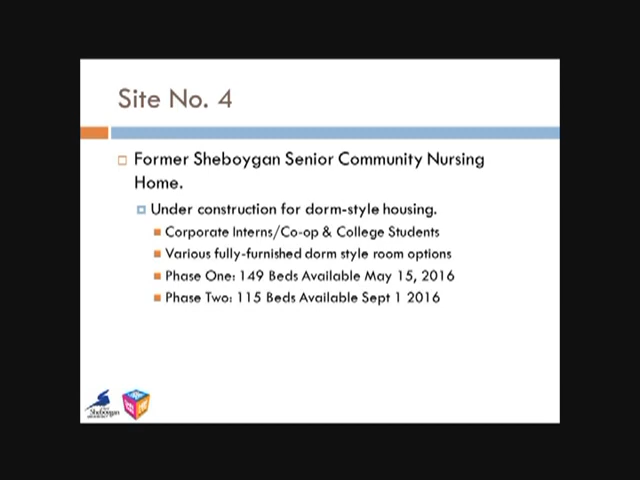 Site No. 4
Former Sheboygan Senior Community Nursing
Home.
Under construction for dorm-style housing.
Corporate Interns/Co-op & College Students
Various fully-furnished dorm style room options
Phase One: 149 Beds Available May 15, 2016
Phase Two: 115 Beds Available Sept 1 2016
Sheboygan